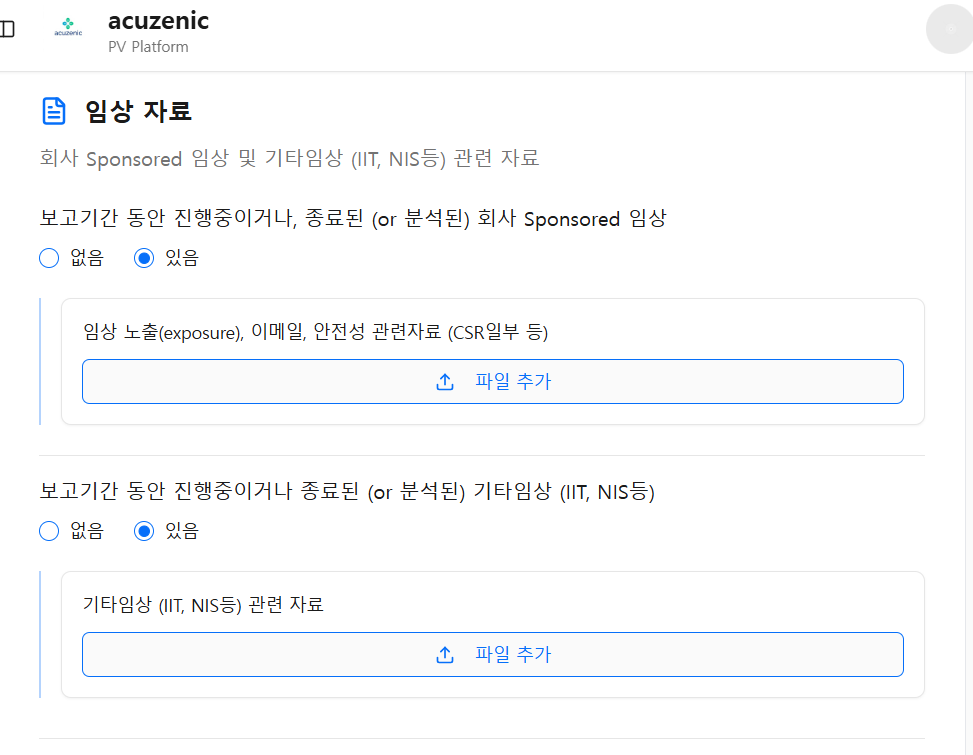 acuzenic
acuzenic
PV Platform
임상 자료
회사 Sponsored 임상 및 기타임상 (IIT, NIS등) 관련 자료
보고기간 동안 진행중이거나, 종료된 (or 분석된) 회사 Sponsored 임상
없음 있음
임상 노출(exposure), 이메일, 안전성 관련자료 (CSR일부 등)
파일 추가
보고기간 동안 진행중이거나 종료된 (or 분석된) 기타임상 (IIT, NIS등)
없음 있음
기타임상 (IIT, NIS등) 관련 자료
파일 추가